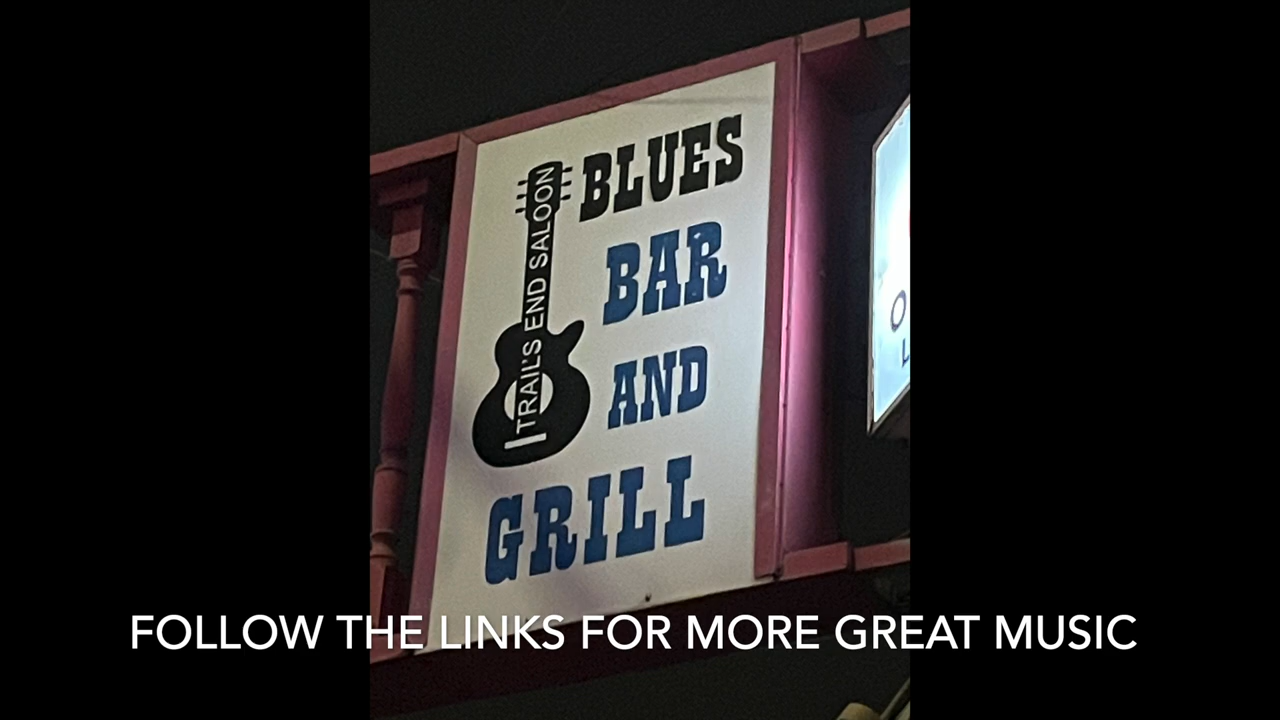 TRAIL'S END SALOON
BLUES
BAR
AND
GRILL
O
L
FOLLOW THE LINKS FOR MORE GREAT MUSIC